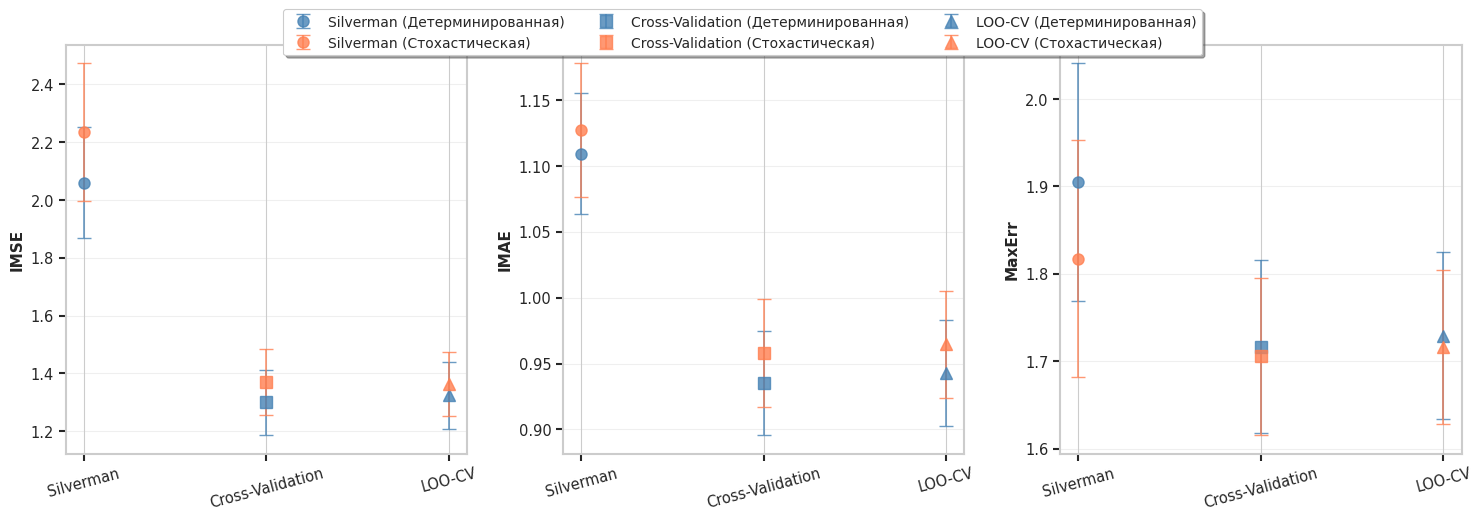 Silverman (Детерминированная)
Silverman (Стохастическая)
Cross-Validation (Детерминированная)
Cross-Validation (Стохастическая)
LOO-CV (Детерминированная)
LOO-CV (Стохастическая)
IMSE
2.4
2.2
2.0
1.8
1.6
1.4
1.2
Silverman
Cross-Validation
LOO-CV
IMAE
1.15
1.10
1.05
1.00
0.95
0.90
Silverman
Cross-Validation
LOO-CV
MaxErr
2.0
1.9
1.8
1.7
1.6
Silverman
Cross-Validation
LOO-CV